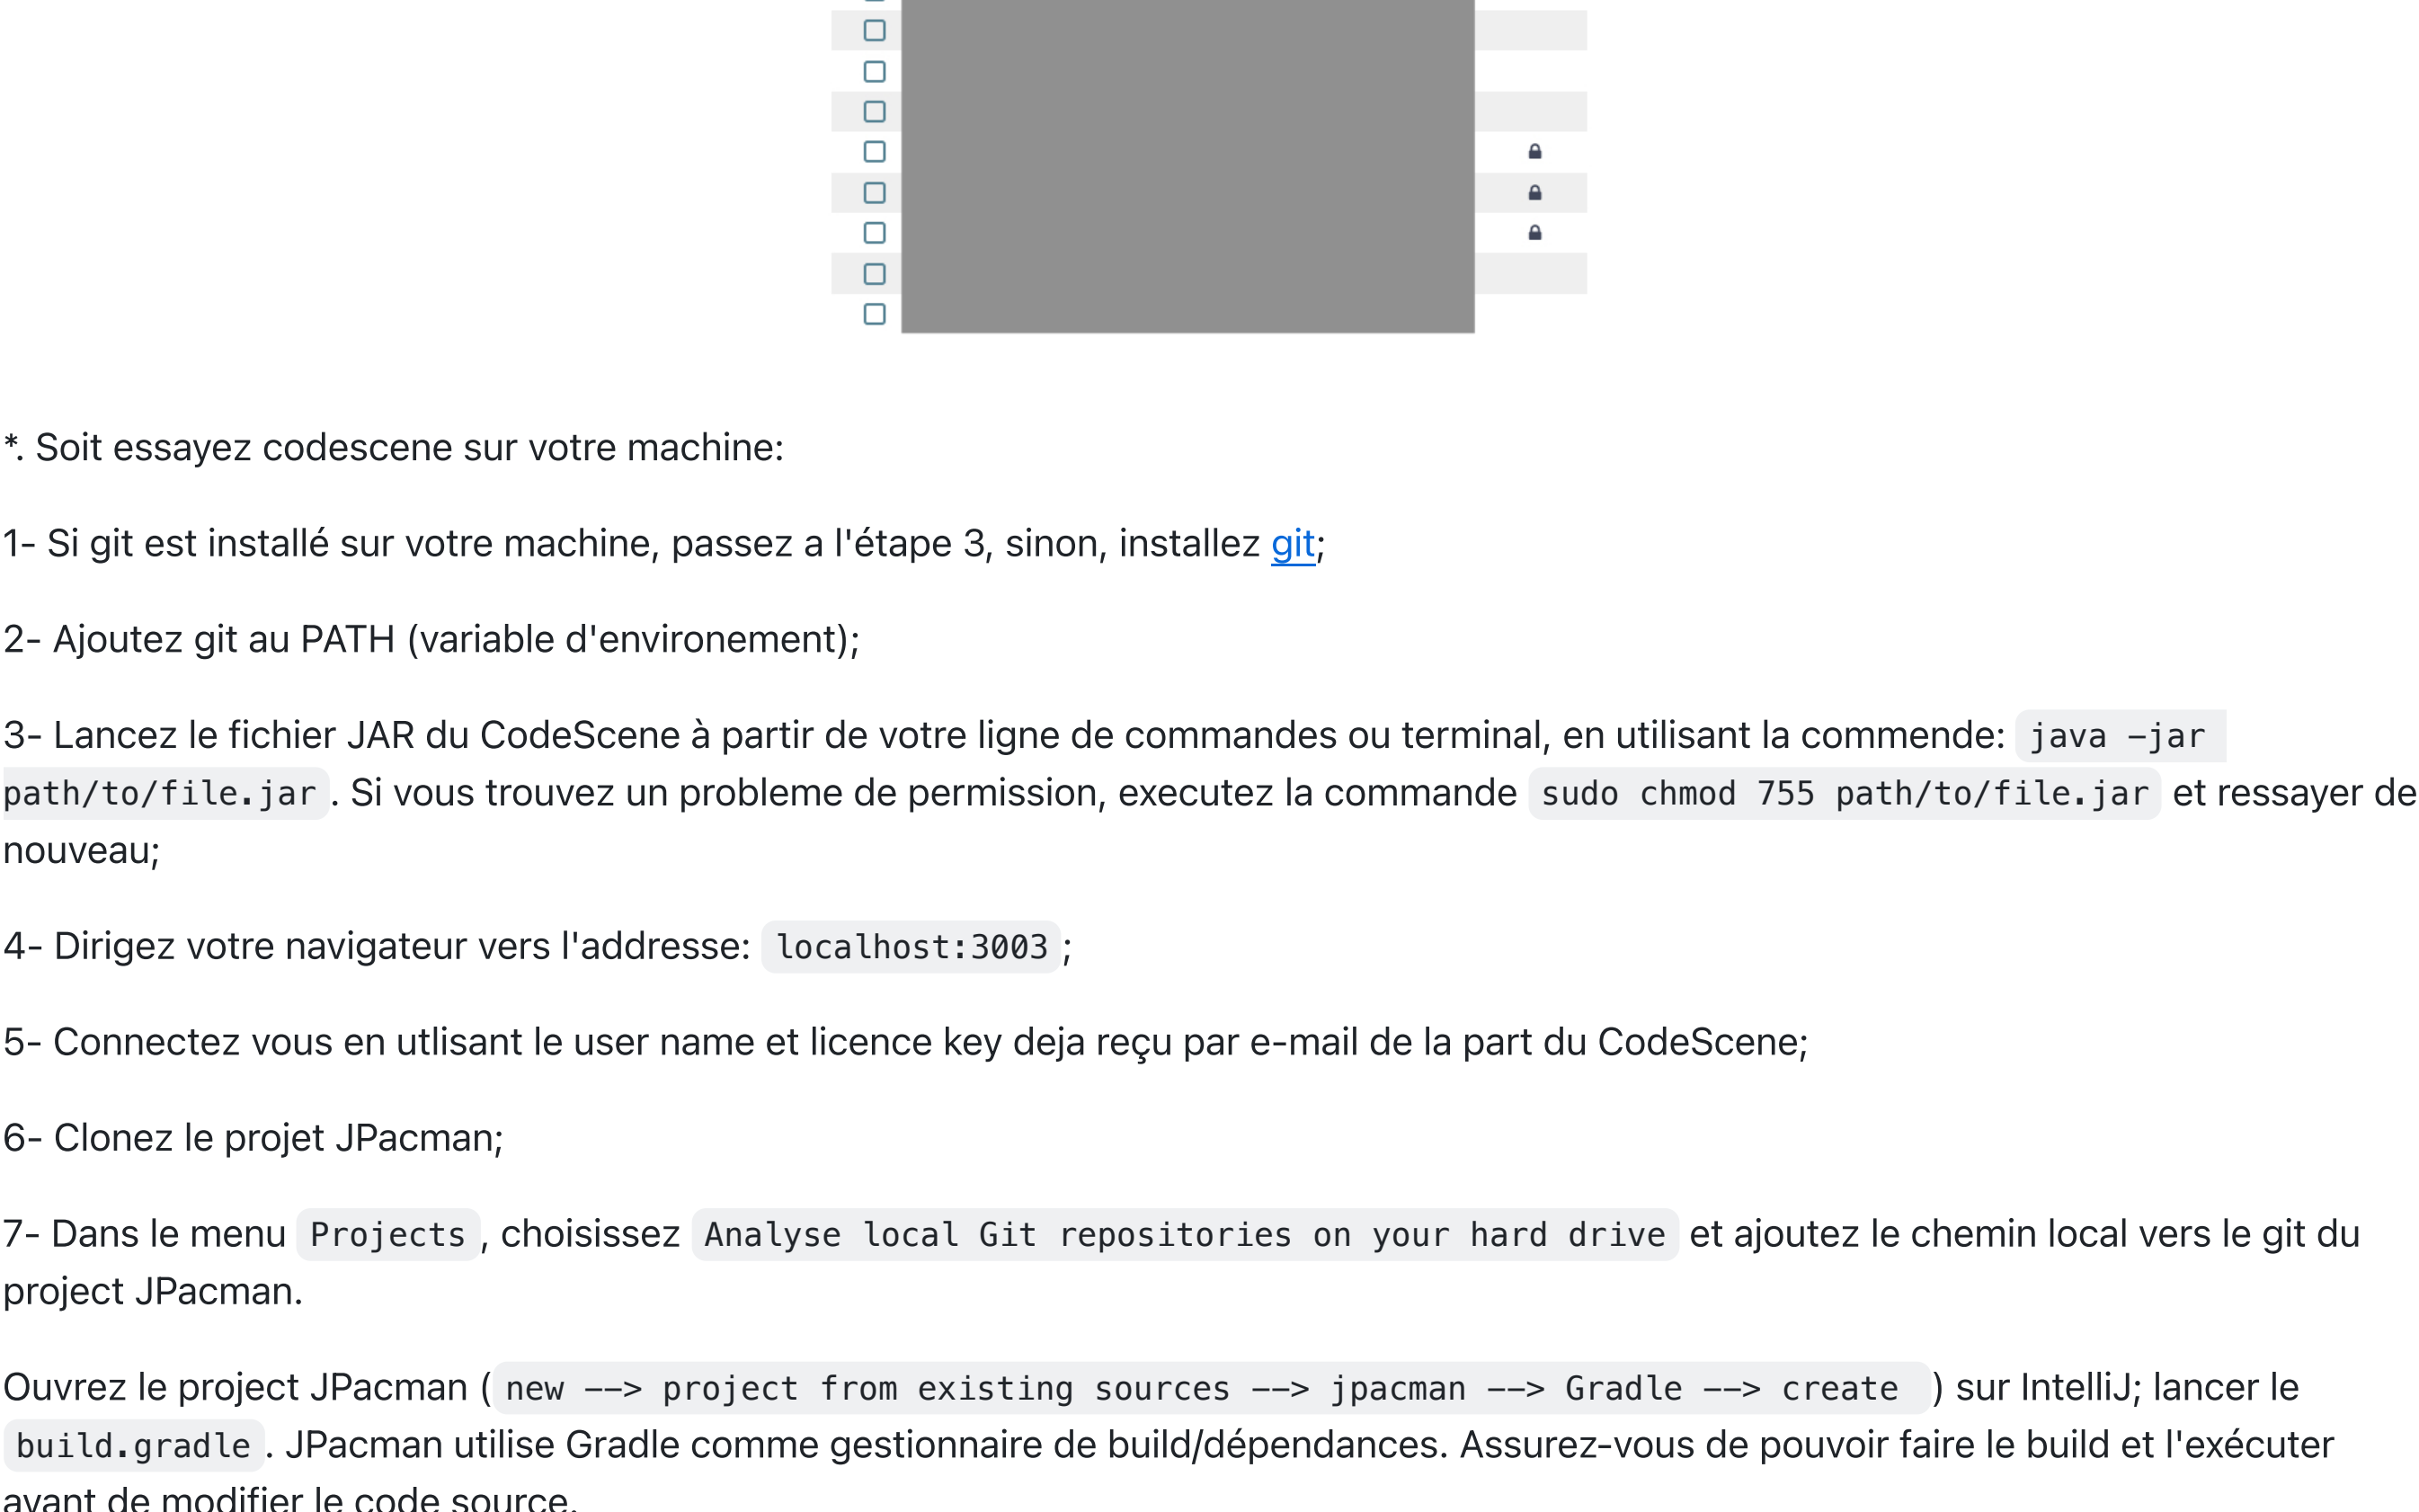 *. Soit essayez codescene sur votre machine:
1- Si git est installé sur votre machine, passez a l'étape 3, sinon, installez git;
2- Ajoutez git au PATH (variable d'environement);
3- Lancez le fichier JAR du CodeScene à partir de votre ligne de commandes ou terminal, en utilisant la commende: java -jar
path/to/file.jar. Si vous trouvez un probleme de permission, executez la commande sudo chmod 755 path/to/file.jar et ressayer de
nouveau;
4- Dirigez votre navigateur vers l'addresse: localhost:3003;
5- Connectez vous en utlisant le user name et licence key deja reçu par e-mail de la part du CodeScene;
6- Clonez le projet JPacman;
7- Dans le menu Projects, choisissez Analyse local Git repositories on your hard drive et ajoutez le chemin local vers le git du
project JPacman.
Ouvrez le project JPacman (new --> project from existing sources --> jpacman --> Gradle --> create ) sur IntelliJ; lancer le
build.gradle. JPacman utilise Gradle comme gestionnaire de build/dépendances. Assurez-vous de pouvoir faire le build et l'exécuter
avant de modifier le code source.